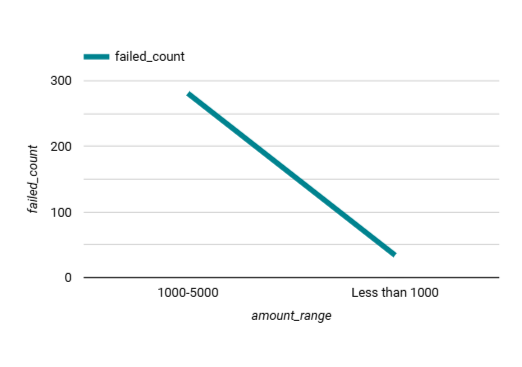 failed_count
300
200
100
0
failed_count
1000-5000 Less than 1000
amount_range